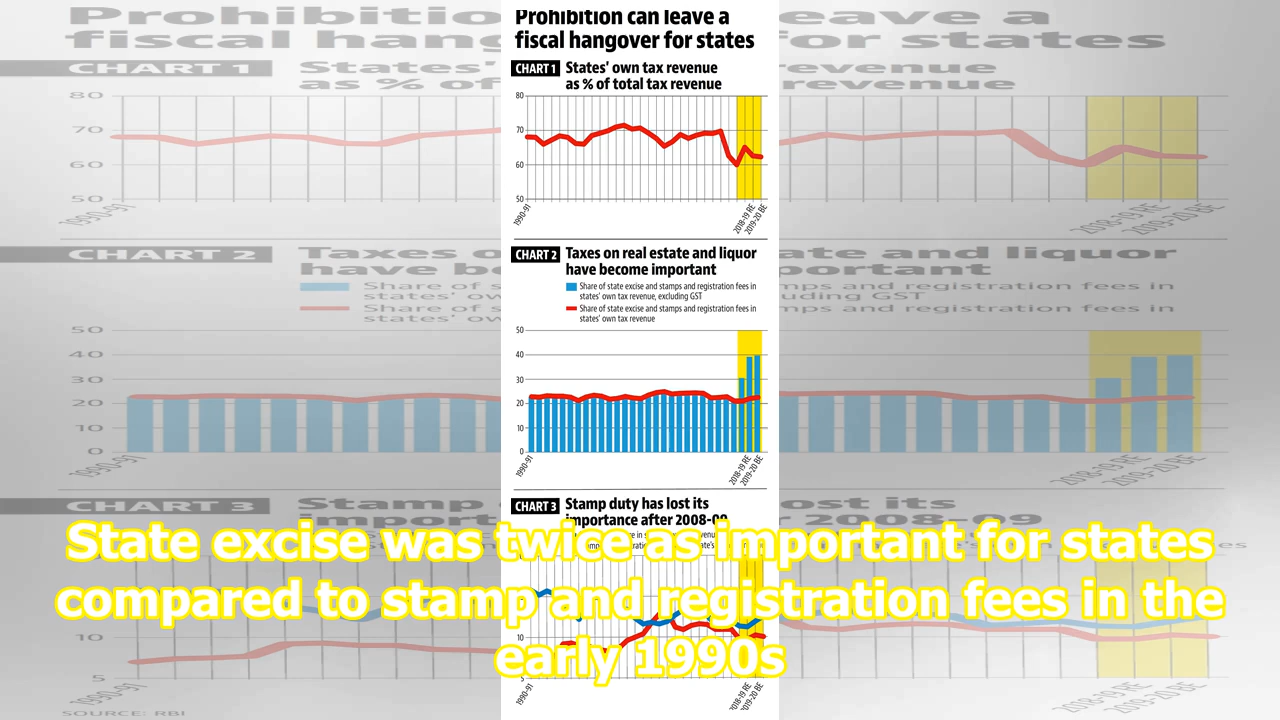 Prohibition can leave a
fiscal hangover for states
CHART 1 States' own tax revenue
as % of total tax revenue
80
70
60
50
1990-91
2018-19 RE
2019-20 BE
CHART 2 Taxes on real estate and liquor
have become important
Share of state excise and stamps and registration fees in
states' own tax revenue, excluding GST
Share of state excise and stamps and registration fees in
states' own tax revenue
50
40
30
20
10
0
1990-91
2018-19 RE
2019-20 BE
CHART 3 Stamp duty has lost its
importance after 2008-09
State excise was twice as important for states
compared to stamp and registration fees in the
early 1990s
10
5
1990-91
2018-19 RE
2019-20 BE
SOURCE: RBI